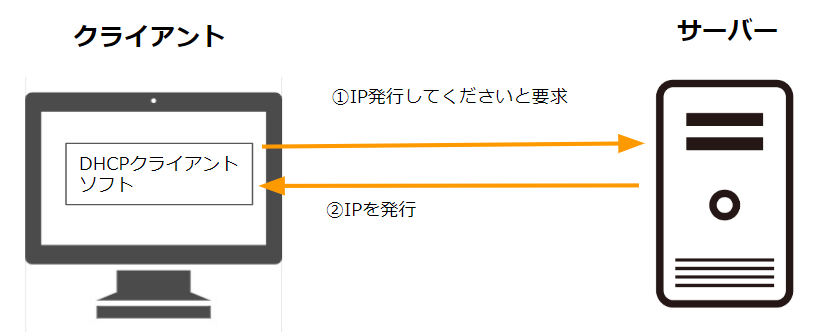 クライアント
サーバー
①IP発行してくださいと要求
DHCPクライアント
ソフト
②IPを発行